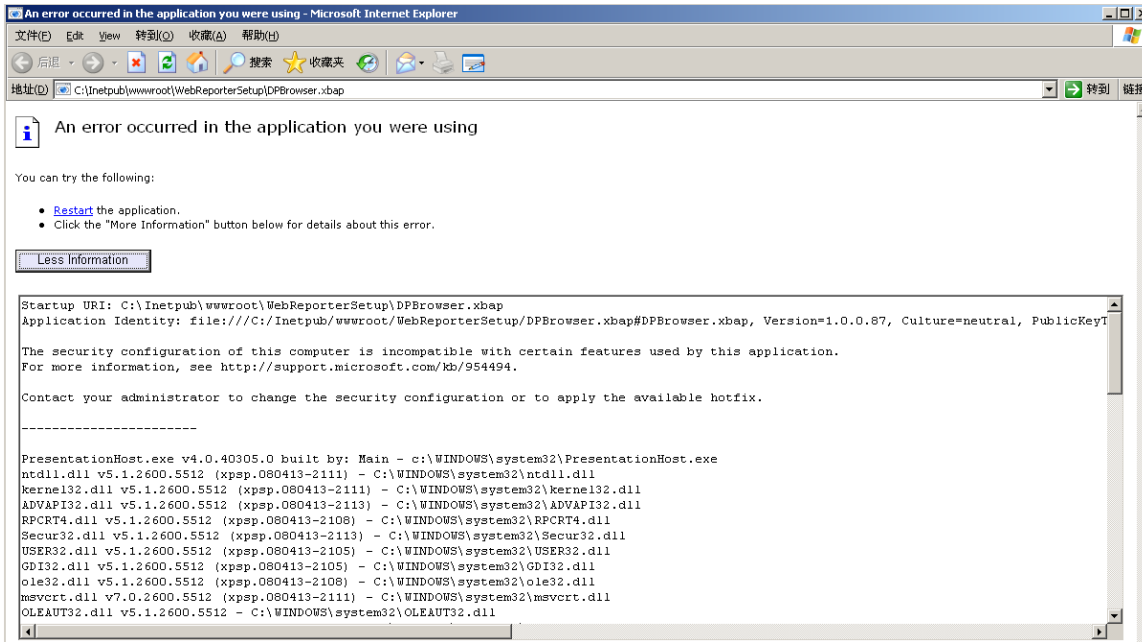 An error occurred in the application you were using - Microsoft Internet Explorer
文件(F) Edit View 转到(O) 收藏(A) 帮助(H)
后退 搜索 收藏夹
地址(D) C:\Inetpub\wwwroot\WebReporterSetup\DPBrowser.xbap 转到 链接
An error occurred in the application you were using
You can try the following:
• Restart the application.
• Click the "More Information" button below for details about this error.
Less Information
Startup URI: C:\Inetpub\wwwroot\WebReporterSetup\DPBrowser.xbap
Application Identity: file:///C:/Inetpub/wwwroot/WebReporterSetup/DPBrowser.xbap#DPBrowser.xbap, Version=1.0.0.87, Culture=neutral, PublicKeyT
The security configuration of this computer is incompatible with certain features used by this application.
For more information, see http://support.microsoft.com/kb/954494.
Contact your administrator to change the security configuration or to apply the available hotfix.
-----------------------
PresentationHost.exe v4.0.40305.0 built by: Main - c:\WINDOWS\system32\PresentationHost.exe
ntdll.dll v5.1.2600.5512 (xpsp.080413-2111) - C:\WINDOWS\system32\ntdll.dll
kernel32.dll v5.1.2600.5512 (xpsp.080413-2111) - C:\WINDOWS\system32\kernel32.dll
ADVAPI32.dll v5.1.2600.5512 (xpsp.080413-2113) - C:\WINDOWS\system32\ADVAPI32.dll
RPCRT4.dll v5.1.2600.5512 (xpsp.080413-2108) - C:\WINDOWS\system32\RPCRT4.dll
Secur32.dll v5.1.2600.5512 (xpsp.080413-2113) - C:\WINDOWS\system32\Secur32.dll
USER32.dll v5.1.2600.5512 (xpsp.080413-2105) - C:\WINDOWS\system32\USER32.dll
GDI32.dll v5.1.2600.5512 (xpsp.080413-2105) - C:\WINDOWS\system32\GDI32.dll
ole32.dll v5.1.2600.5512 (xpsp.080413-2108) - C:\WINDOWS\system32\ole32.dll
msvcrt.dll v7.0.2600.5512 (xpsp.080413-2111) - C:\WINDOWS\system32\msvcrt.dll
OLEAUT32.dll v5.1.2600.5512 - C:\WINDOWS\system32\OLEAUT32.dll